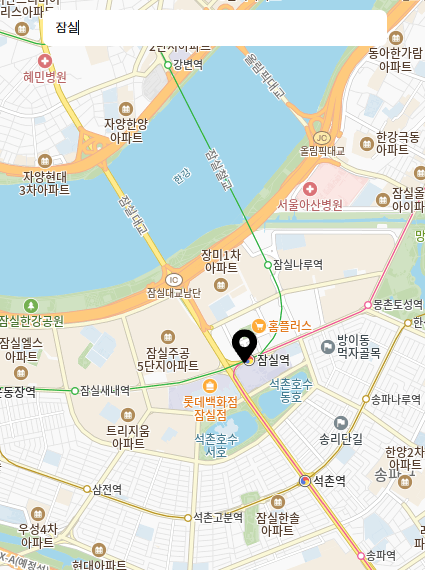 리스아파트
잠실
2단지아파트
강변역
혜민병원
올림픽대교
동아한가람
아파트
자양한양
아파트
JC
올림픽대교
한강극동
아파트
자양현대
3차아파트
한강
잠실철교
서울아산병원
잠실올
아이파
잠실대교
장미1차
아파트
잠실나루역
망
IC
잠실대교남단
몽촌토성역
잠실한강공원
홈플러스
한
잠실엘스
아파트
잠실주공
5단지아파트
방이동
먹자골목
잠실역
운동장역
잠실새내역
롯데백화점
잠실점
석촌호수
동호
송파나루역
트리지움
아파트
석촌호수
서호
송리단길
한양2차
아파트
송파
석촌역
삼전역
석촌고분역
잠실한솔
아파트
우성4차
아파트
현대아파트
X-A(예정선)
송파역